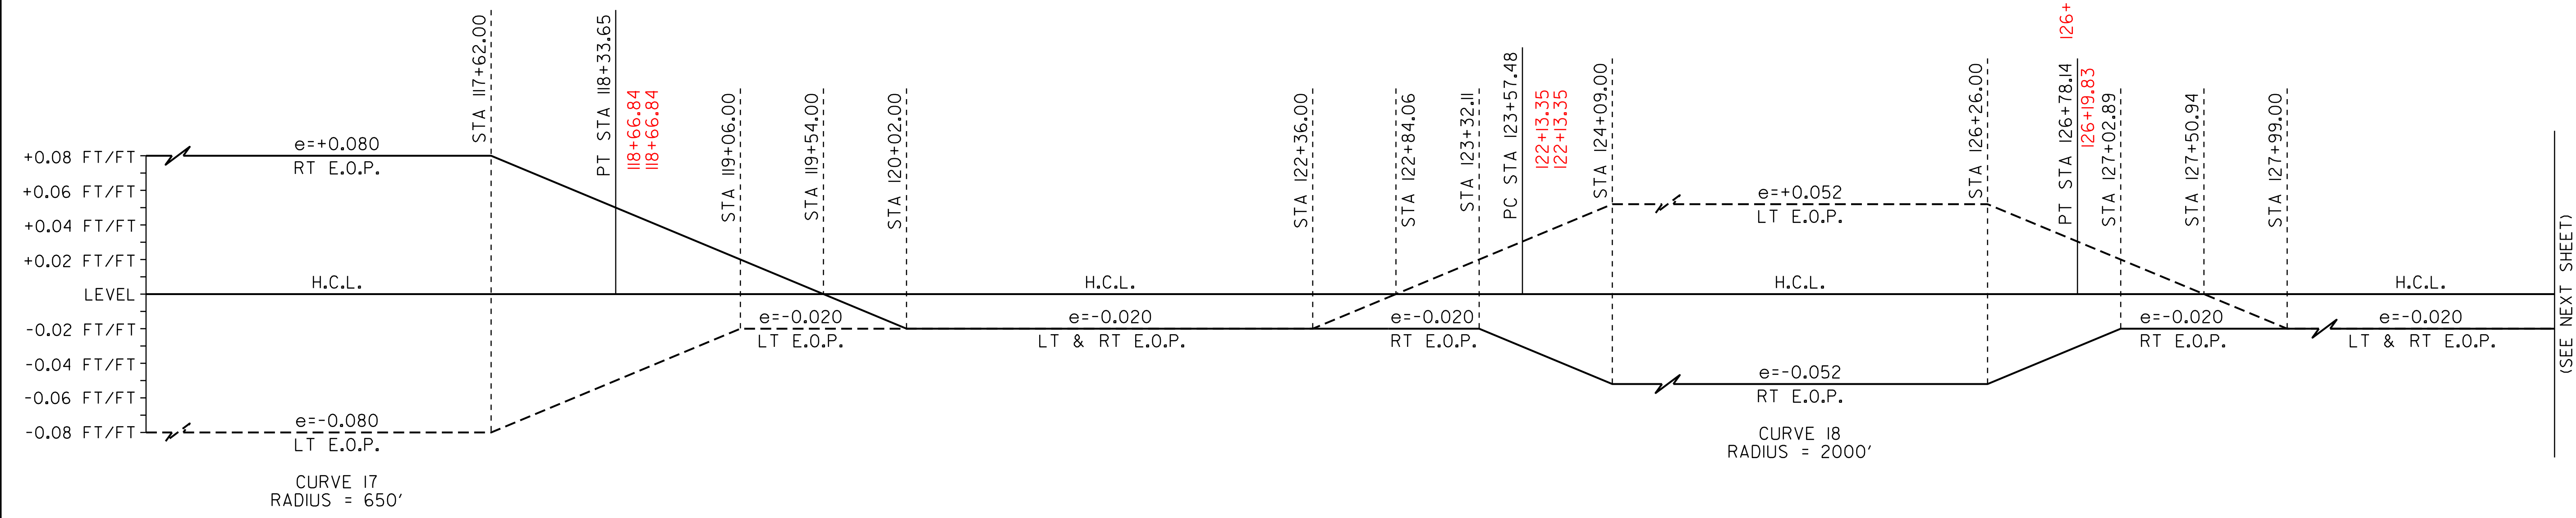 +0.08 FT/FT
+0.06 FT/FT
+0.04 FT/FT
+0.02 FT/FT
LEVEL
-0.02 FT/FT
-0.04 FT/FT
-0.06 FT/FT
-0.08 FT/FT
e=+0.080
RT E.O.P.
H.C.L.
e=-0.080
LT E.O.P.
CURVE 17
RADIUS = 650'
STA 117+62.00
PT STA 118+33.65
118+66.84
118+66.84
STA 119+06.00
STA 119+54.00
STA 120+02.00
e=-0.020
LT E.O.P.
H.C.L.
e=-0.020
LT & RT E.O.P.
STA 122+36.00
STA 122+84.06
STA 123+32.11
PC STA 123+57.48
122+13.35
122+13.35
STA 124+09.00
e=-0.020
RT E.O.P.
e=+0.052
LT E.O.P.
H.C.L.
e=-0.052
RT E.O.P.
CURVE 18
RADIUS = 2000'
STA 126+26.00
126+
PT STA 126+78.14
126+19.83
STA 127+02.89
STA 127+50.94
STA 127+99.00
e=-0.020
RT E.O.P.
H.C.L.
e=-0.020
LT & RT E.O.P.
(SEE NEXT SHEET)